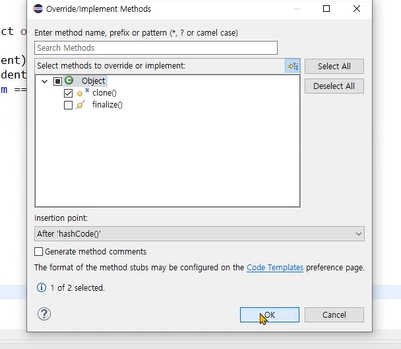 Override/Implement Methods
ct o
Enter method name, prefix or pattern (*, ? or camel case)
Search Methods
ent)
Select methods to override or implement:
Select All
dent
Object
Deselect All
m ==
clone()
finalize()
Insertion point:
After 'hashCode()'
Generate method comments
The format of the method stubs may be configured on the Code Templates preference page.
1 of 2 selected.
OK
Cancel